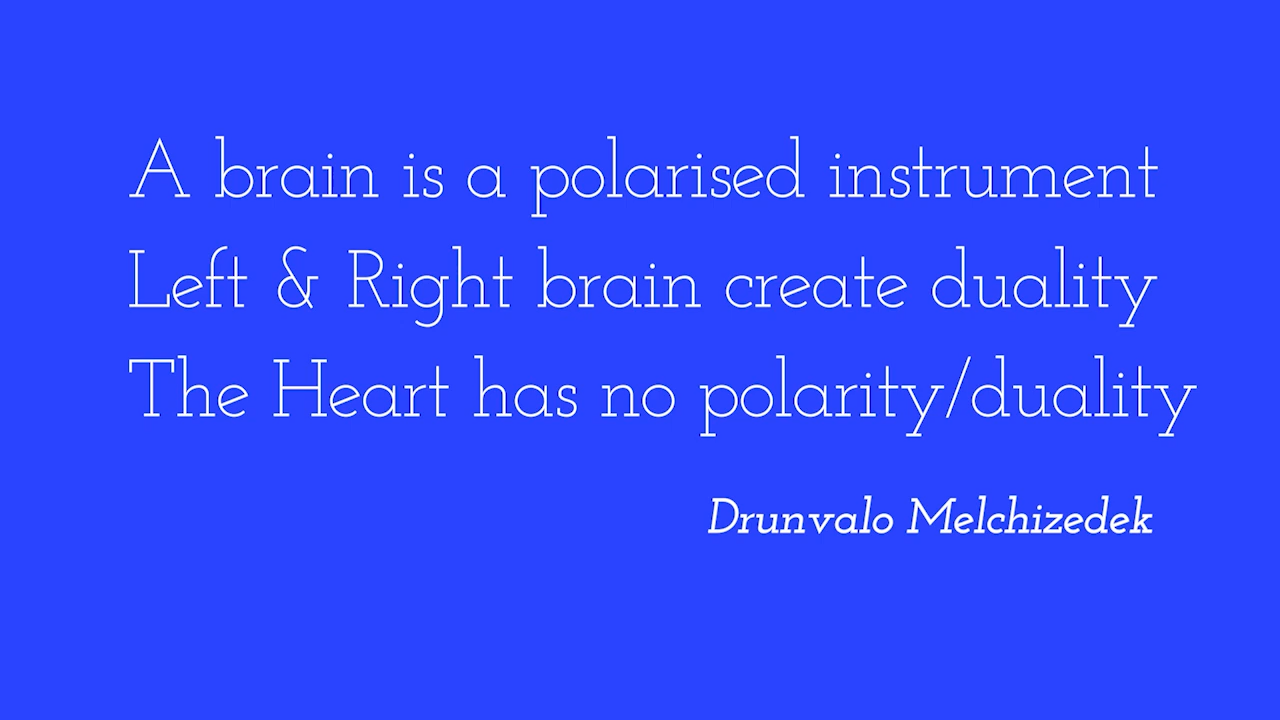 A brain is a polarised instrument
Left & Right brain create duality
The Heart has no polarity/duality
Drunvalo Melchizedek